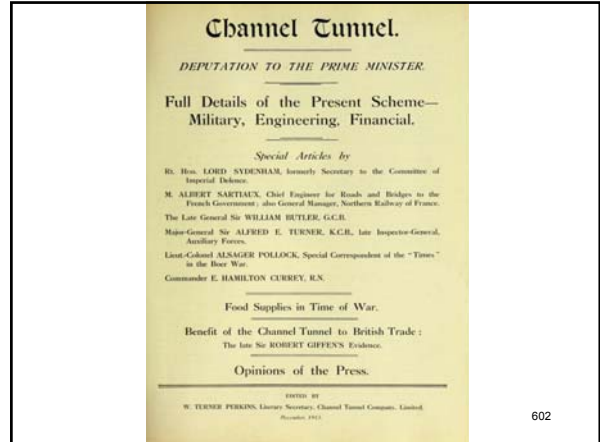 Channel Tunnel.
DEPUTATION TO THE PRIME MINISTER.
Full Details of the Present Scheme—
Military, Engineering, Financial.
Special Articles by
Rt. Hon. LORD SYDENHAM, formerly Secretary to the Committee of
Imperial Defence.
M. ALBERT SARTIAUX, Chief Engineer for Roads and Bridges to the
French Government; also General Manager, Northern Railway of France.
The Late General Sir WILLIAM BUTLER, G.C.B.
Major-General Sir ALFRED E. TURNER, K.C.B., late Inspector-General,
Auxiliary Forces.
Lieut.-Colonel ALSAGER POLLOCK, Special Correspondent of the "Times"
in the Boer War.
Commander E. HAMILTON CURREY, R.N.
Food Supplies in Time of War.
Benefit of the Channel Tunnel to British Trade:
The late Sir ROBERT GIFFEN'S Evidence.
Opinions of the Press.
EDITED BY
W. TURNER PERKINS, Literary Secretary, Channel Tunnel Company, Limited,
December, 1913.
602